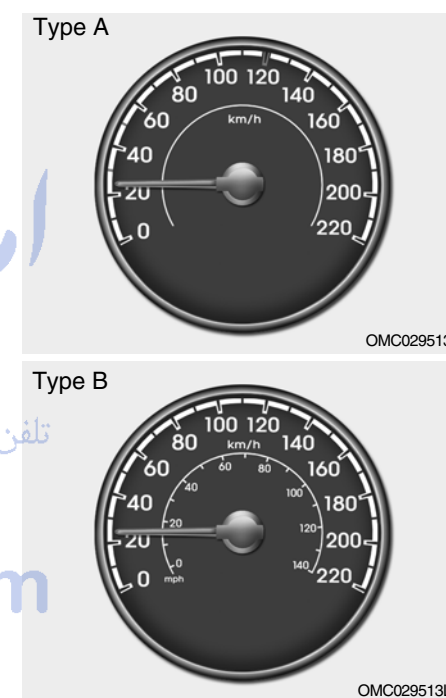 Type A
100 120
80 140
km/h
60 160
40 180
20 200
0 220
OMC029513
Type B
100 120
80 km/h 140
60 80
60 160
40 100
40 180
20 120
20 200
0 140
0 mph 220
تلفن
m